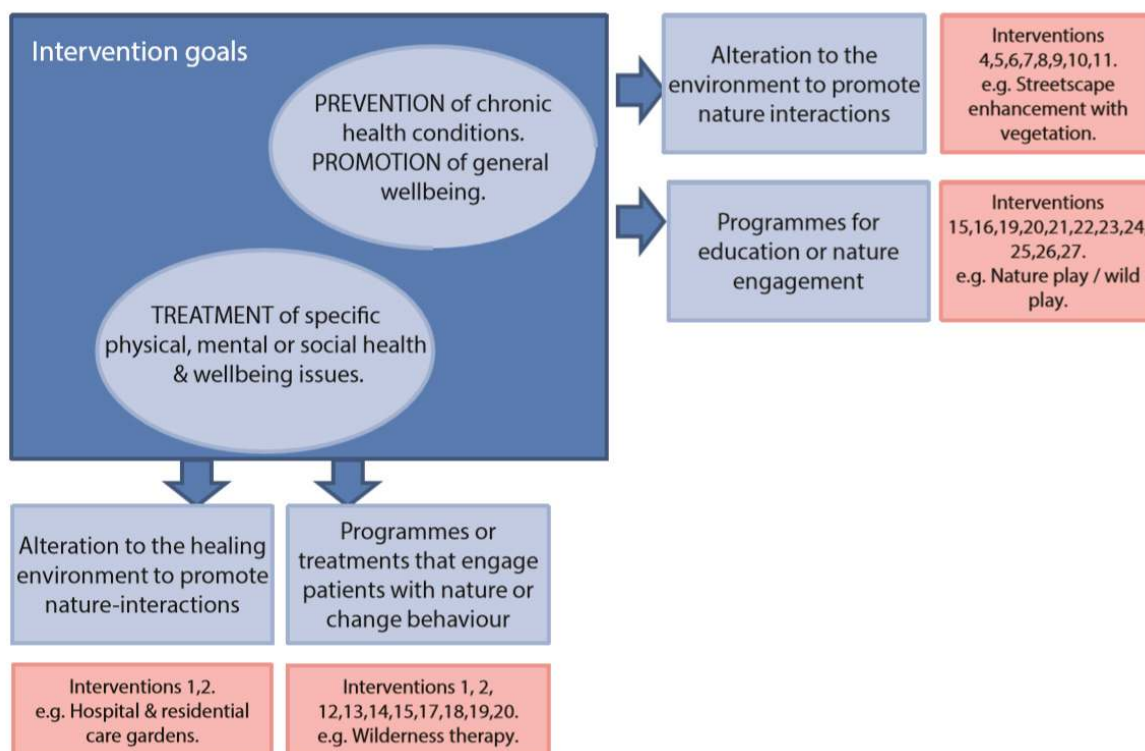 Intervention goals
PREVENTION of chronic
health conditions.
PROMOTION of general
wellbeing.
TREATMENT of specific
physical, mental or social health
& wellbeing issues.
Alteration to the
environment to promote
nature interactions
Interventions
4,5,6,7,8,9,10,11.
e.g. Streetscape
enhancement with
vegetation.
Programmes for
education or nature
engagement
Interventions
15,16,19,20,21,22,23,24,
25,26,27.
e.g. Nature play / wild
play.
Alteration to the healing
environment to promote
nature-interactions
Programmes or
treatments that engage
patients with nature or
change behaviour
Interventions 1,2.
e.g. Hospital & residential
care gardens.
Interventions 1, 2,
12,13,14,15,17,18,19,20.
e.g. Wilderness therapy.